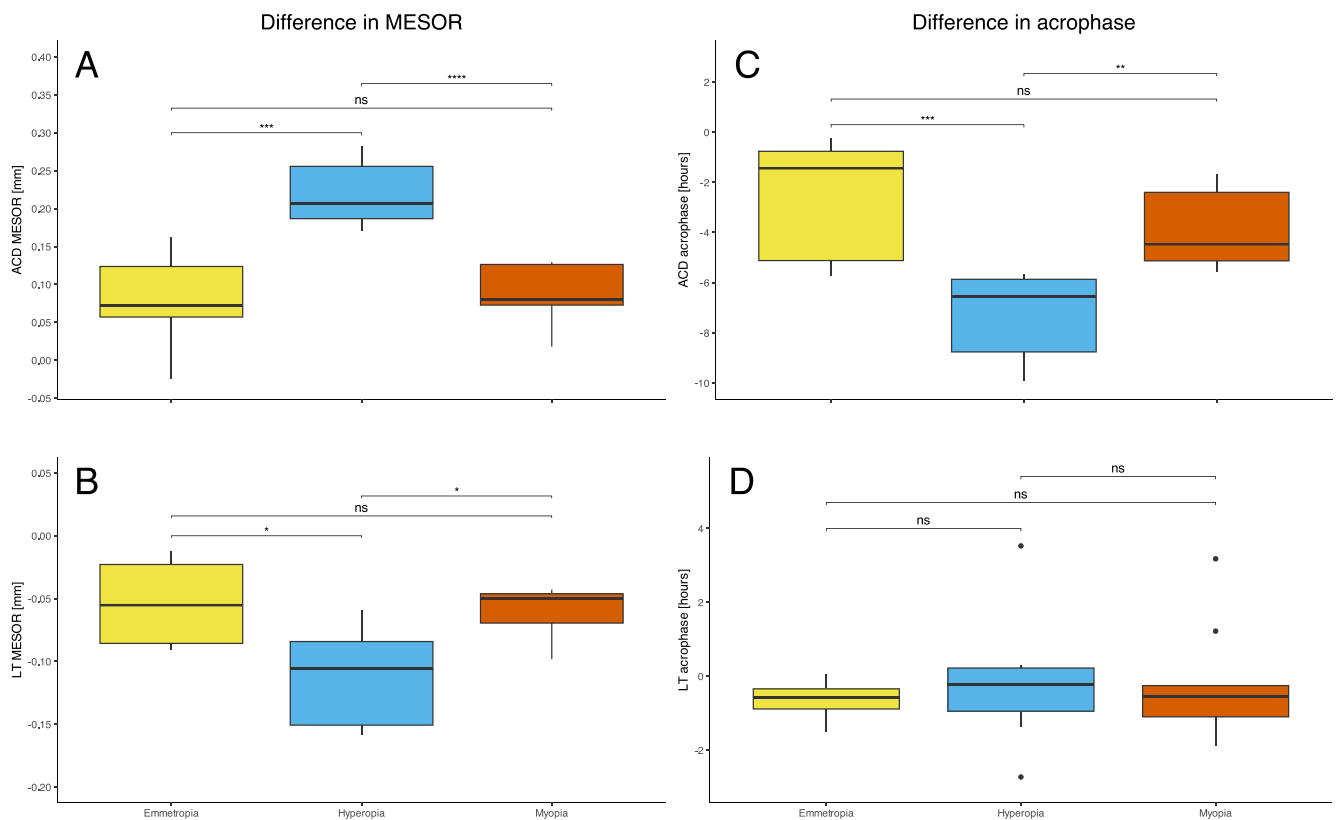 Difference in MESOR
Difference in acrophase
A
0.40
0.35
0.30
0.25
0.20
0.15
0.10
0.05
0.00
-0.05
ACD MESOR [mm]
****
ns
***
C
2
0
-2
-4
-6
-8
-10
ACD acrophase [hours]
**
ns
***
B
0.05
0.00
-0.05
-0.10
-0.15
-0.20
LT MESOR [mm]
*
ns
*
Emmetropia
Hyperopia
Myopia
D
4
2
0
-2
LT acrophase [hours]
ns
ns
ns
Emmetropia
Hyperopia
Myopia